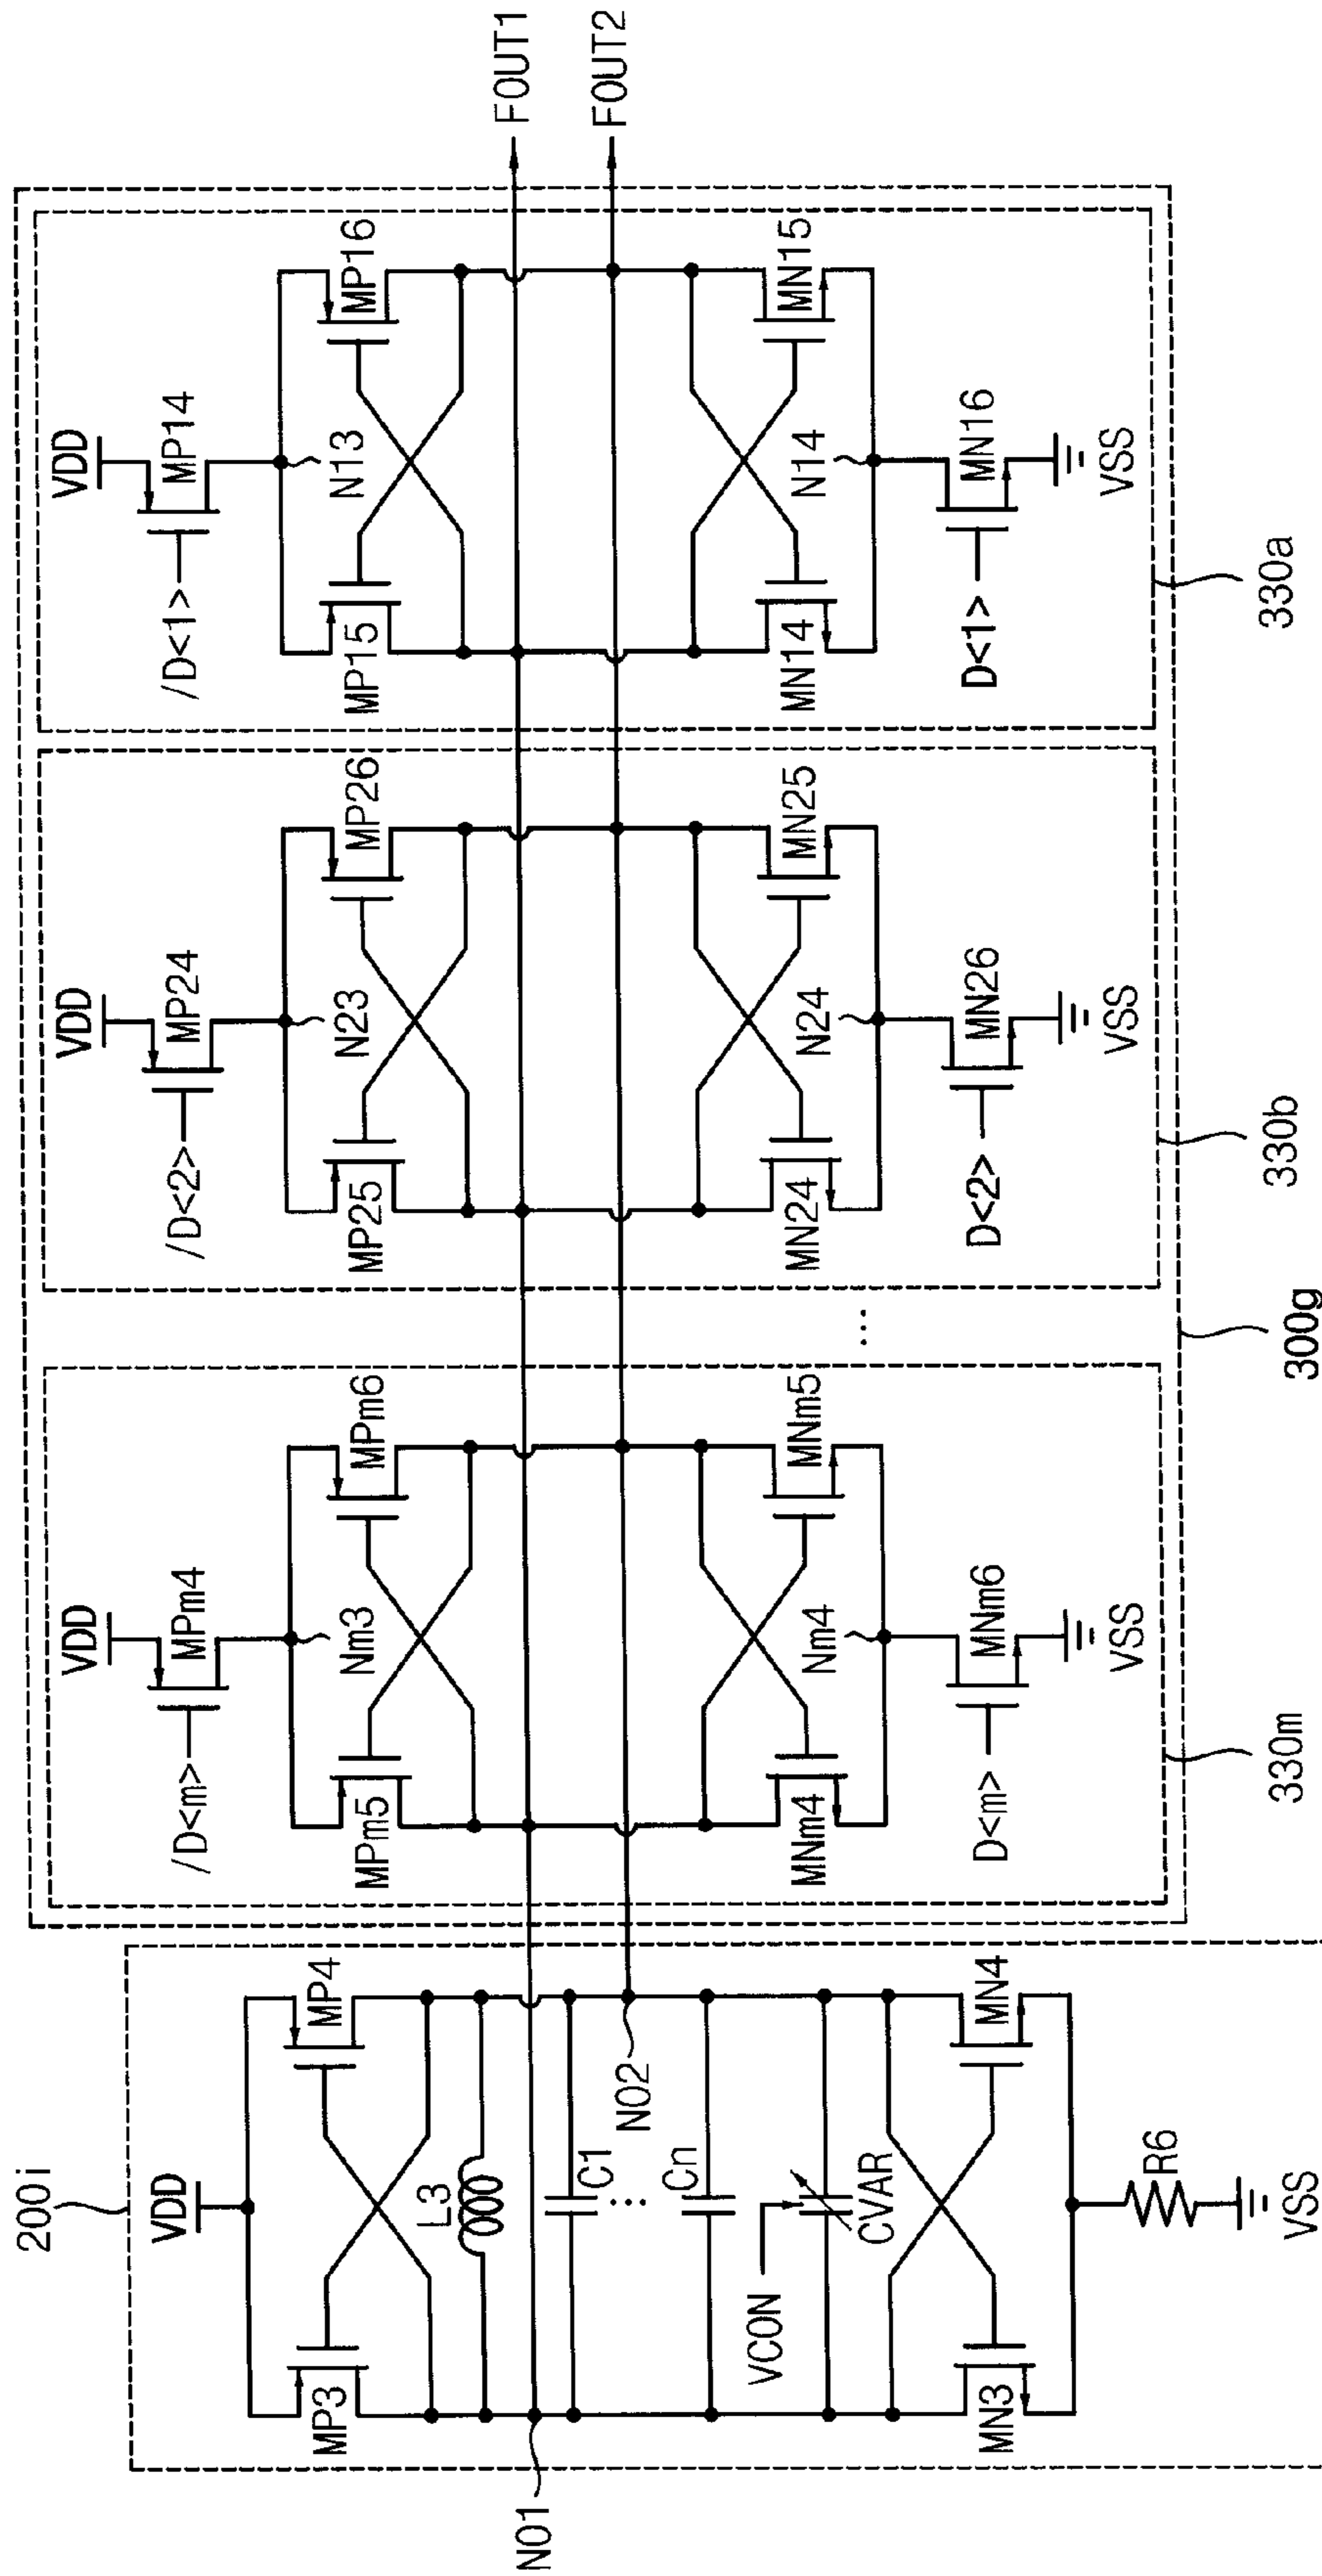 200i
VDD
MP3
MP4
L3
C1
...
NO2
Cn
VCON
CVAR
MN3
MN4
R6
VSS
NO1
VDD
/D<m>
MPm4
MPm5
Nm3
MPm6
MNm4
Nm4
MNm5
D<m>
MNm6
VSS
330m
...
VDD
/D<2>
MP24
MP25
N23
MP26
MN24
N24
MN25
D<2>
MN26
VSS
330b
300g
VDD
/D<1>
MP14
MP15
N13
MP16
MN14
N14
MN15
D<1>
MN16
VSS
330a
FOUT1
FOUT2